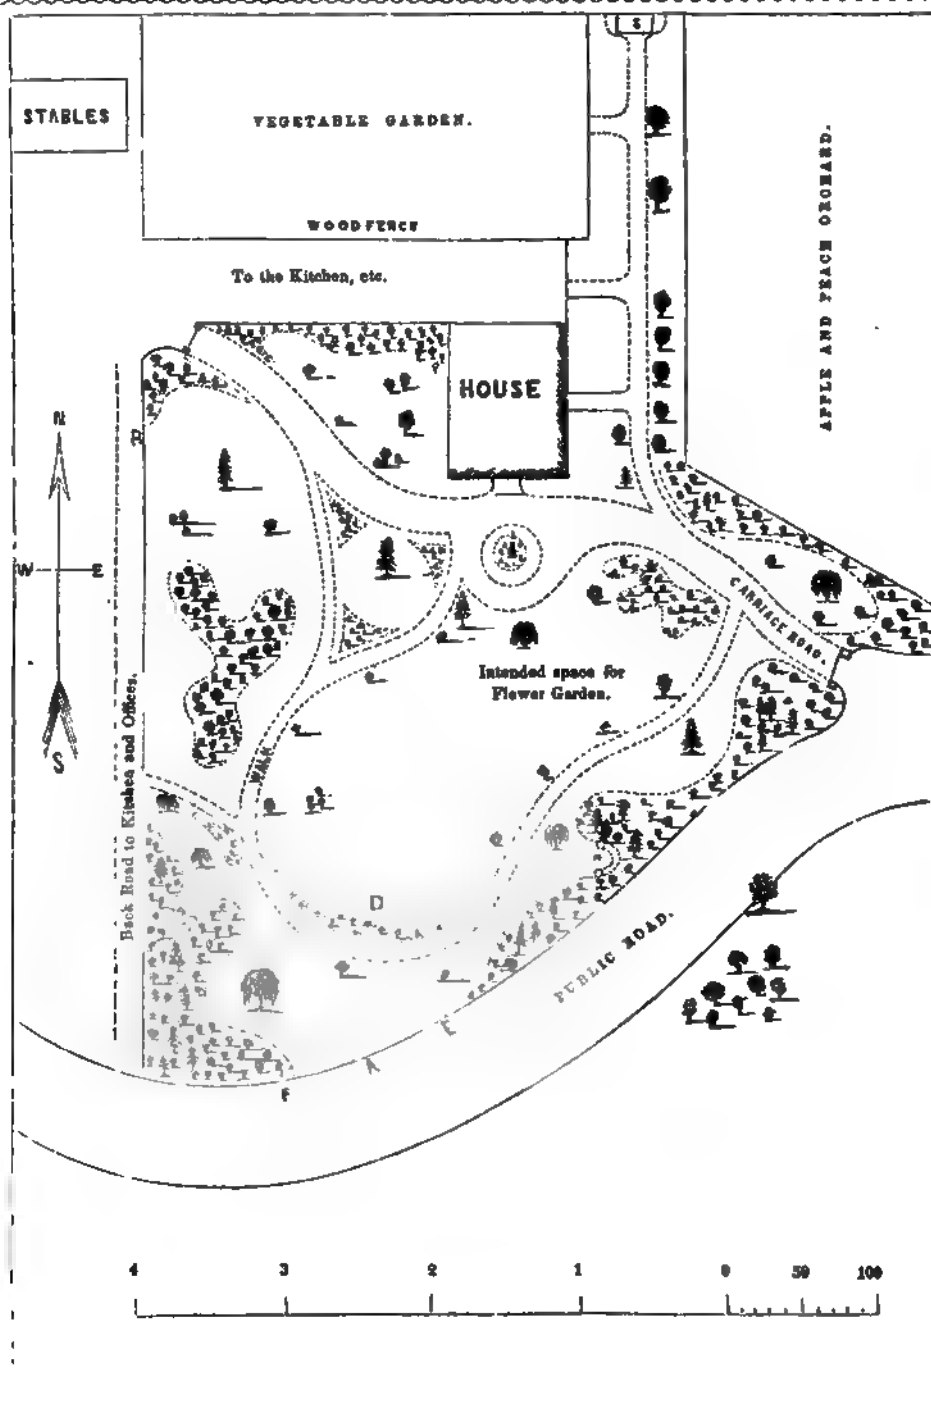 S
STABLES
VEGETABLE GARDEN.
WOOD FENCE
To the Kitchen, etc.
APPLE AND PEACH ORCHARD.
HOUSE
N
W
E
S
B
CARRIGE ROAD.
Intended space for
Flower Garden.
Back Road to Kitchen and Offices.
WALK
D
PUBLIC ROAD.
E
A
F
4 3 2 1 0 50 100